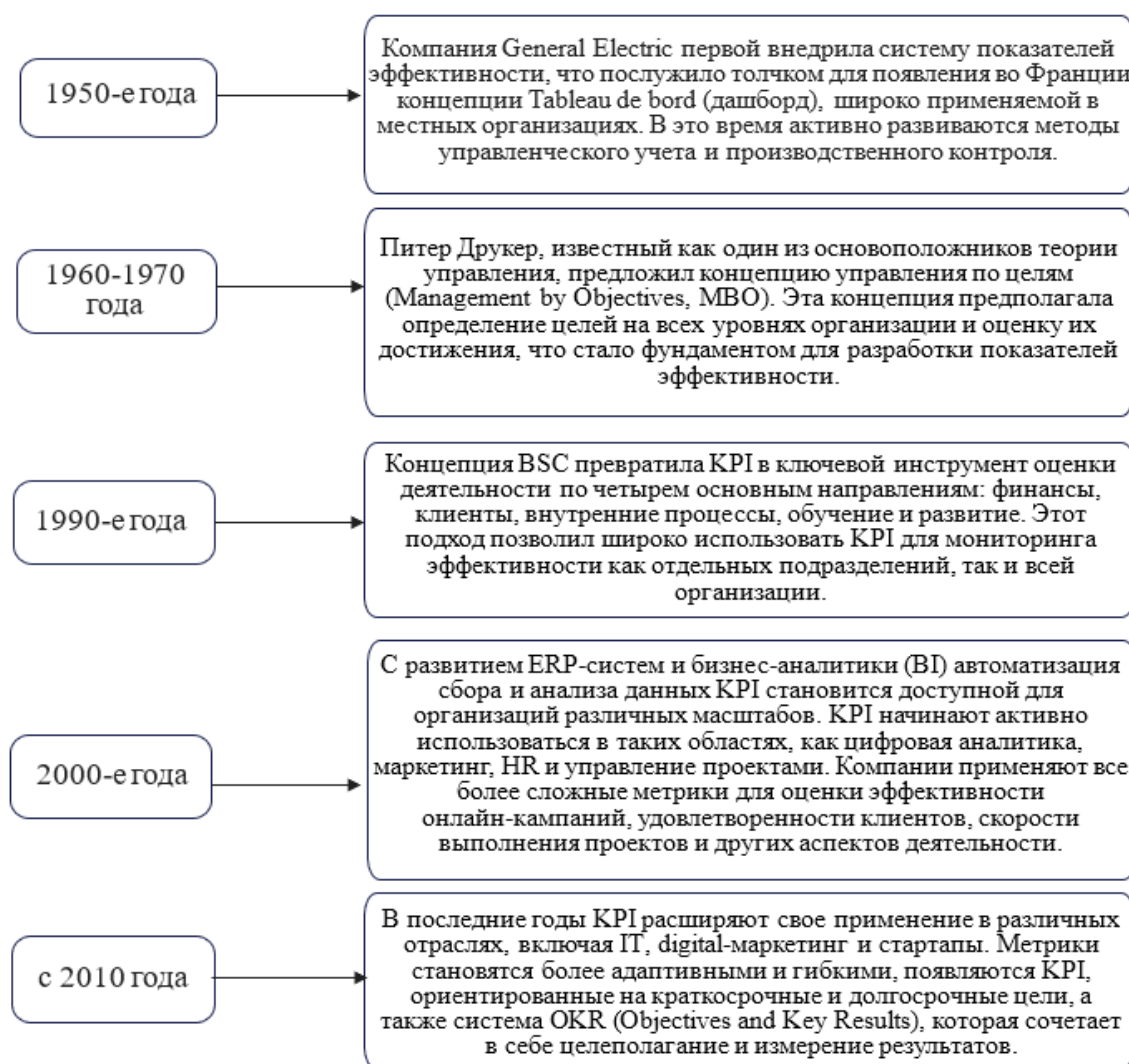 1950-е года
Компания General Electric первой внедрила систему показателей
эффективности, что послужило толчком для появления во Франции
концепции Tableau de bord (дашборд), широко применяемой в
местных организациях. В это время активно развиваются методы
управленческого учета и производственного контроля.
1960-1970
года
Питер Друкер, известный как один из основоположников теории
управления, предложил концепцию управления по целям
(Management by Objectives, MBO). Эта концепция предполагала
определение целей на всех уровнях организации и оценку их
достижения, что стало фундаментом для разработки показателей
эффективности.
1990-е года
Концепция BSC превратила KPI в ключевой инструмент оценки
деятельности по четырем основным направлениям: финансы,
клиенты, внутренние процессы, обучение и развитие. Этот
подход позволил широко использовать KPI для мониторинга
эффективности как отдельных подразделений, так и всей
организации.
2000-е года
С развитием ERP-систем и бизнес-аналитики (BI) автоматизация
сбора и анализа данных KPI становится доступной для
организаций различных масштабов. KPI начинают активно
использоваться в таких областях, как цифровая аналитика,
маркетинг, HR и управление проектами. Компании применяют все
более сложные метрики для оценки эффективности
онлайн-кампаний, удовлетворенности клиентов, скорости
выполнения проектов и других аспектов деятельности.
с 2010 года
В последние годы KPI расширяют свое применение в различных
отраслях, включая IT, digital-маркетинг и стартапы. Метрики
становятся более адаптивными и гибкими, появляются KPI,
ориентированные на краткосрочные и долгосрочные цели, а
также система OKR (Objectives and Key Results), которая сочетает
в себе целеполагание и измерение результатов.